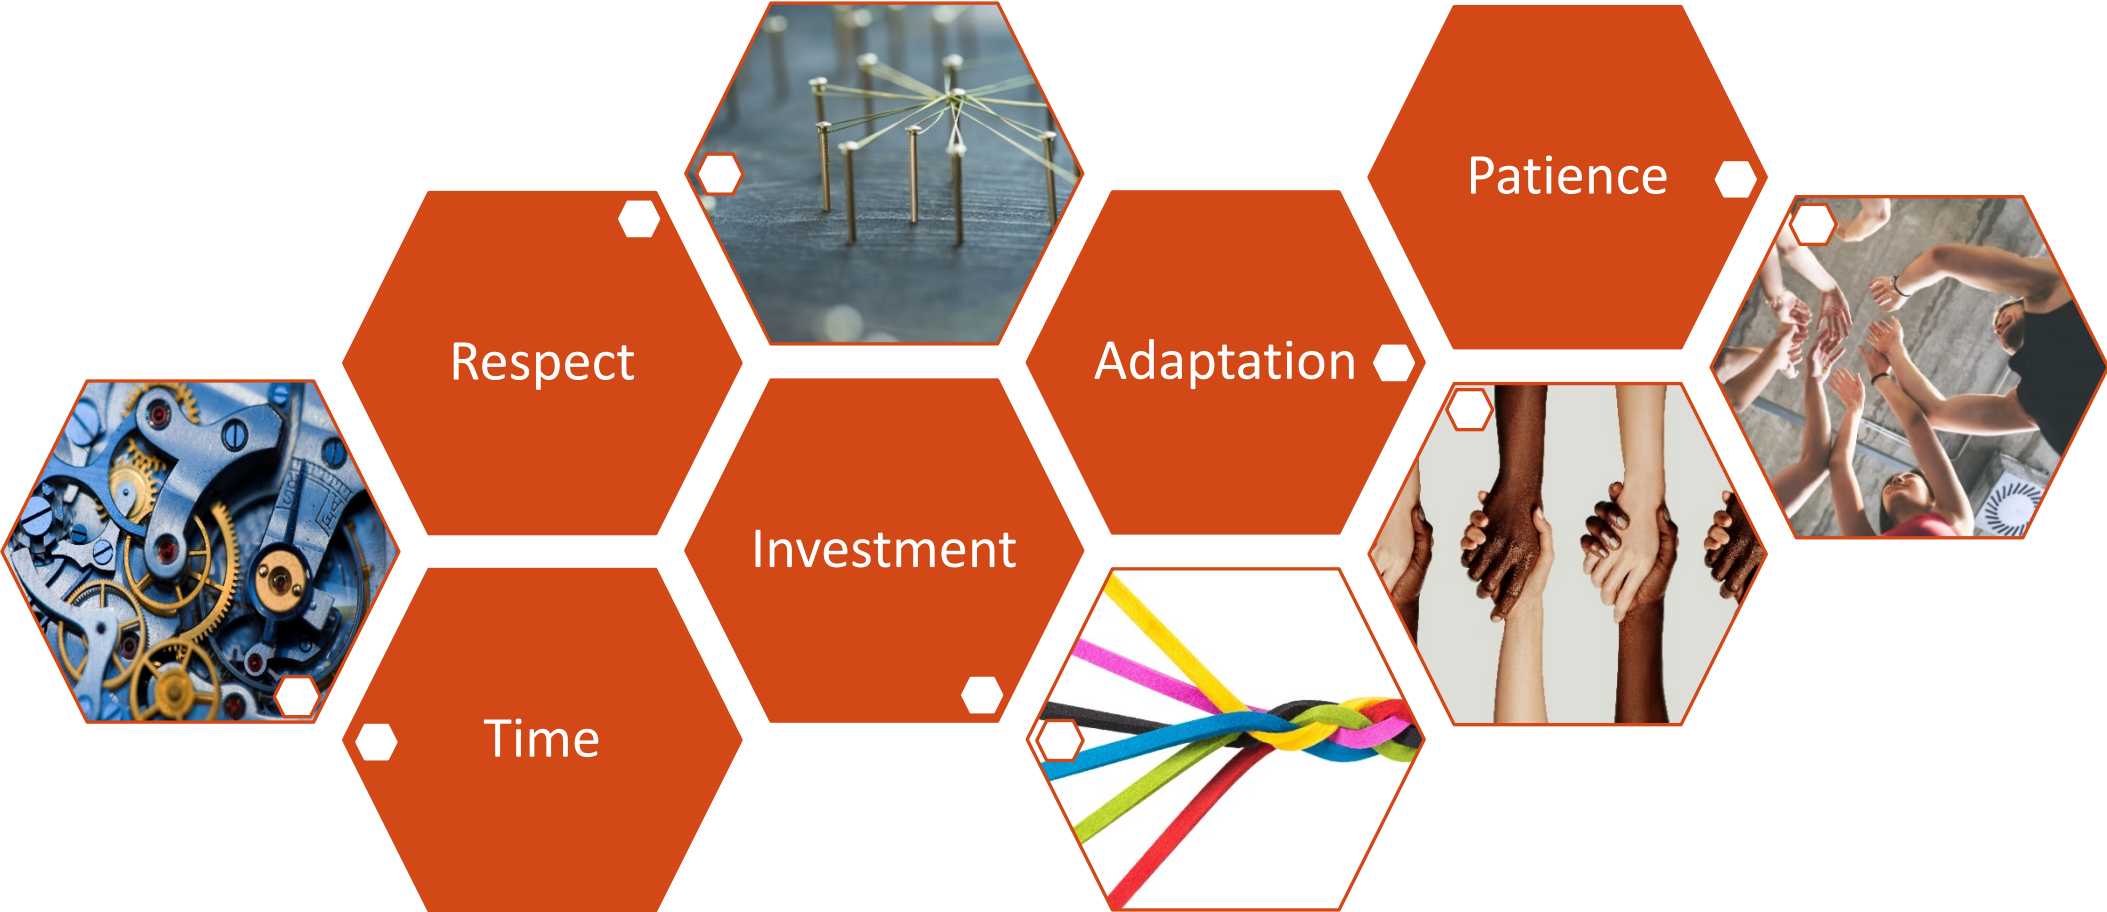 Respect
Time
Investment
Adaptation
Patience